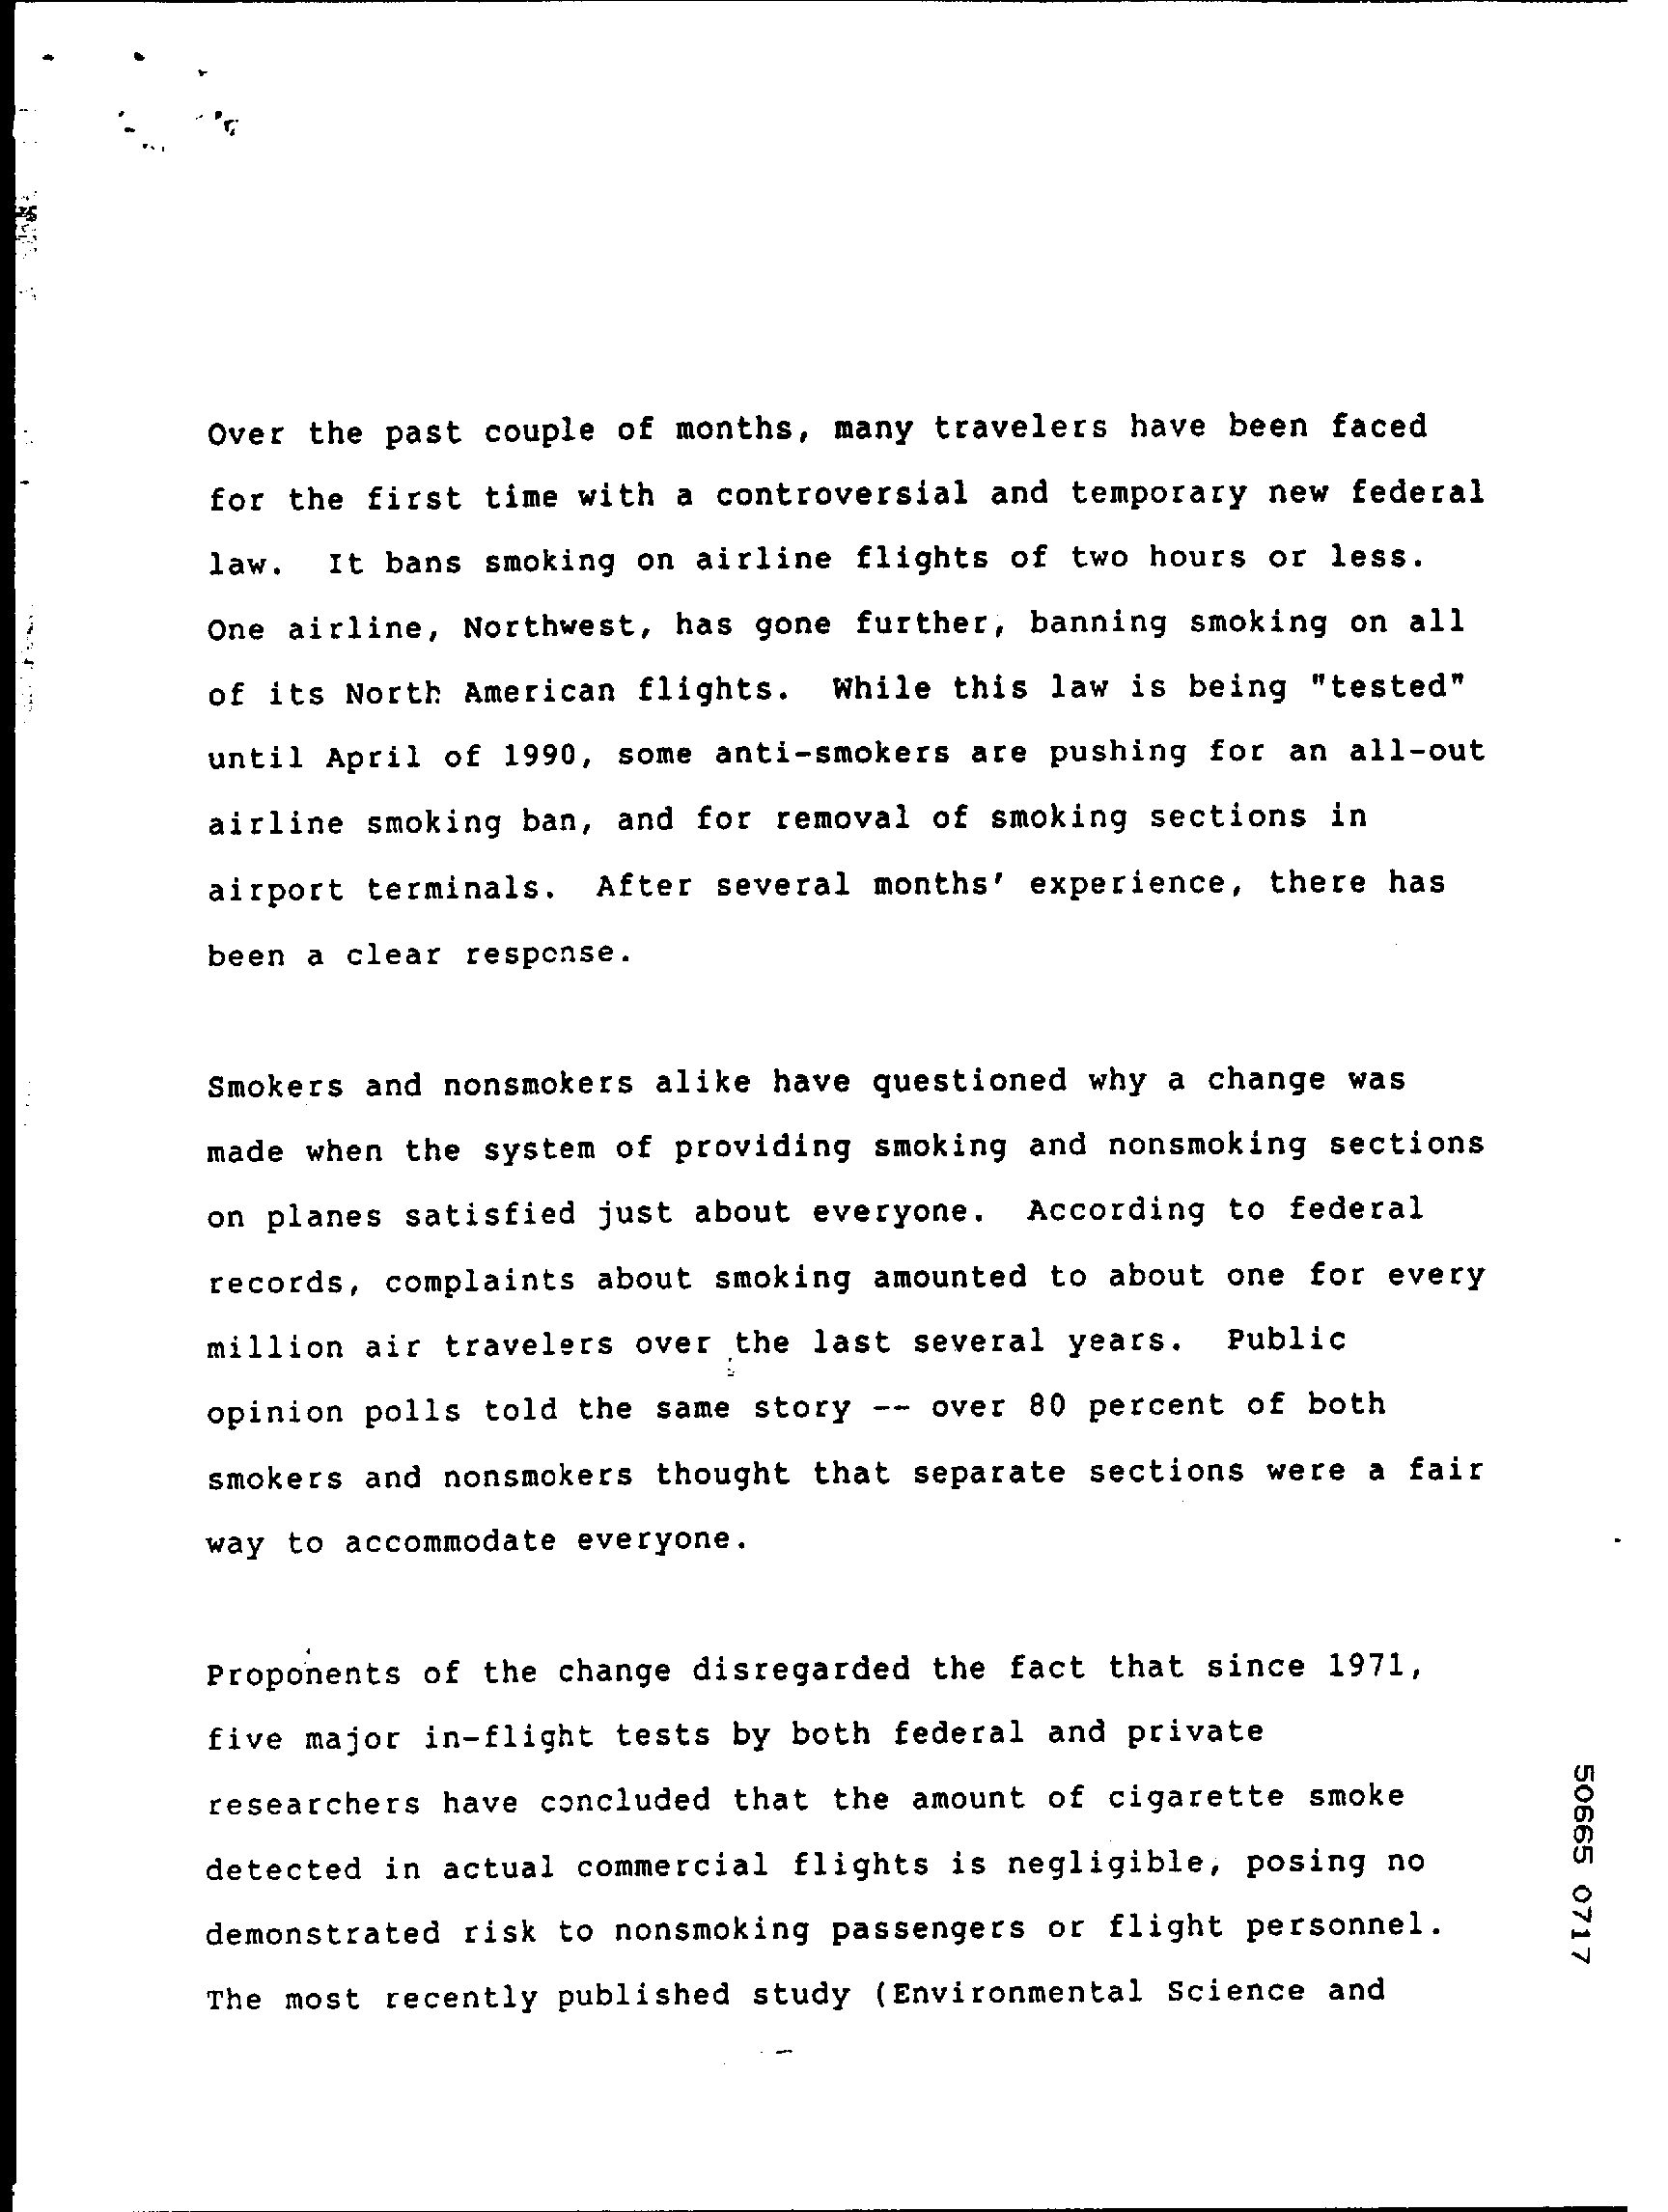 Over the past couple of months, many travelers have been faced
for the first time with a controversial and temporary new federal
law. It bans smoking on airline flights of two hours or less.
One airline, Northwest, has gone further, banning smoking on all
of its North American flights. While this law is being "tested"
until April of 1990, some anti-smokers are pushing for an all-out
airline smoking ban, and for removal of smoking sections in
airport terminals. After several months' experience, there has
been a clear response.
Smokers and nonsmokers alike have questioned why a change was
made when the system of providing smoking and nonsmoking sections
on planes satisfied just about everyone. According to federal
records, complaints about smoking amounted to about one for every
million air travelers over the last several years. Public
opinion polls told the same story -- over 80 percent of both
smokers and nonsmokers thought that separate sections were a fair
way to accommodate everyone.
Proponents of the change disregarded the fact that since 1971,
five major in-flight tests by both federal and private
researchers have concluded that the amount of cigarette smoke
detected in actual commercial flights is negligible, posing no
demonstrated risk to nonsmoking passengers or flight personnel.
The most recently published study (Environmental Science and
50665 0717